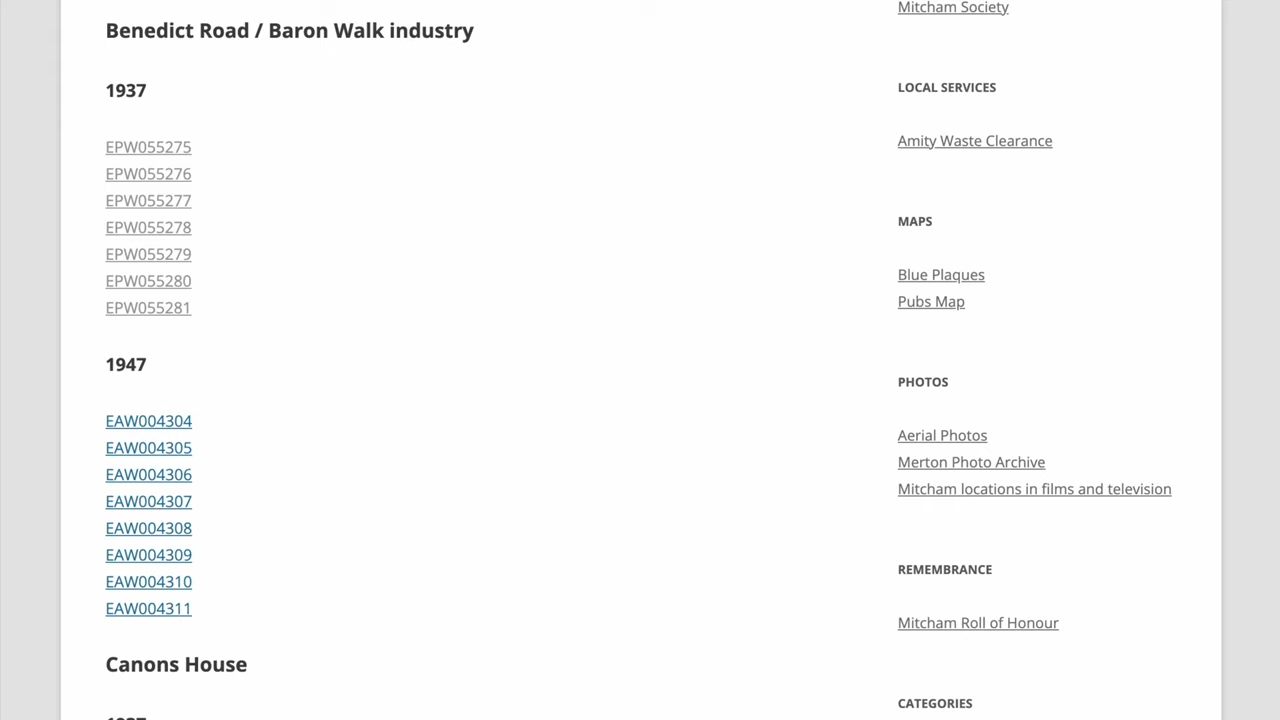 Benedict Road / Baron Walk industry
1937
EPW055275
EPW055276
EPW055277
EPW055278
EPW055279
EPW055280
EPW055281
1947
EAW004304
EAW004305
EAW004306
EAW004307
EAW004308
EAW004309
EAW004310
EAW004311
Canons House
Mitcham Society
LOCAL SERVICES
Amity Waste Clearance
MAPS
Blue Plaques
Pubs Map
PHOTOS
Aerial Photos
Merton Photo Archive
Mitcham locations in films and television
REMEMBRANCE
Mitcham Roll of Honour
CATEGORIES